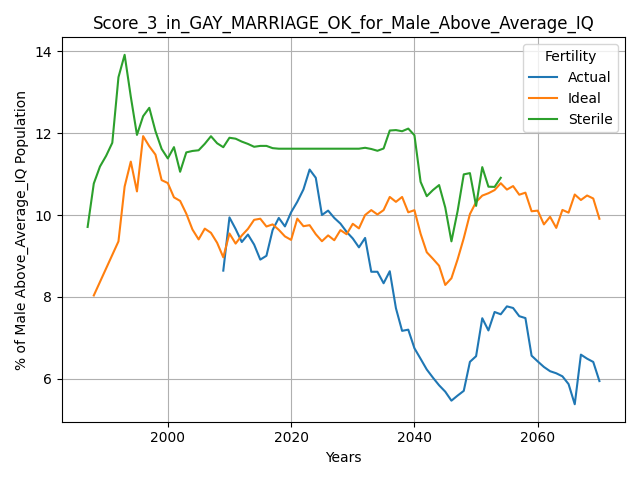 Score_3_in_GAY_MARRIAGE_OK_for_Male_Above_Average_IQ
% of Male Above_Average_IQ Population
14
12
10
8
6
Fertility
Actual
Ideal
Sterile
2000
2020
2040
2060
Years